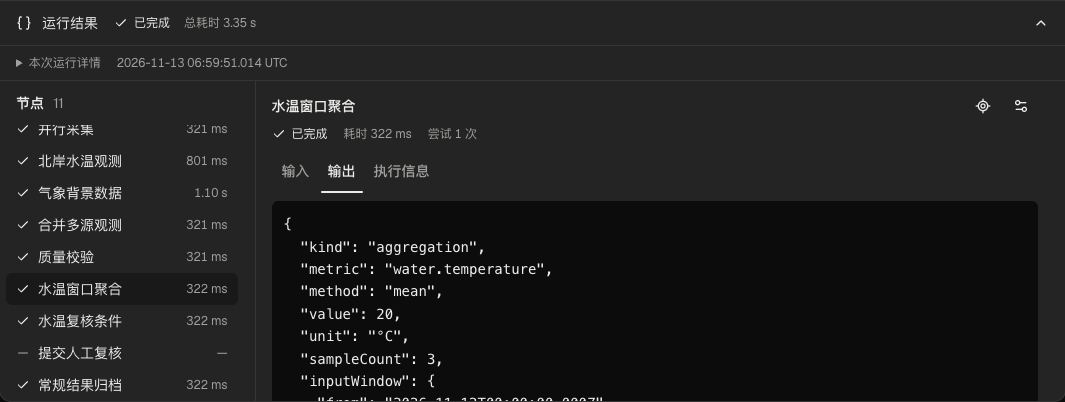 运行结果 已完成 总耗时 3.35 s
本次运行详情 2026-11-13 06:59:51.014 UTC
节点 11
并行采集 321 ms
北岸水温观测 801 ms
气象背景数据 1.10 s
合并多源观测 321 ms
质量校验 321 ms
水温窗口聚合 322 ms
水温复核条件 322 ms
提交人工复核 —
常规结果归档 322 ms
水温窗口聚合
已完成 耗时 322 ms 尝试 1 次
输入 输出 执行信息
{
"kind": "aggregation",
"metric": "water.temperature",
"method": "mean",
"value": 20,
"unit": "°C",
"sampleCount": 3,
"inputWindow": {